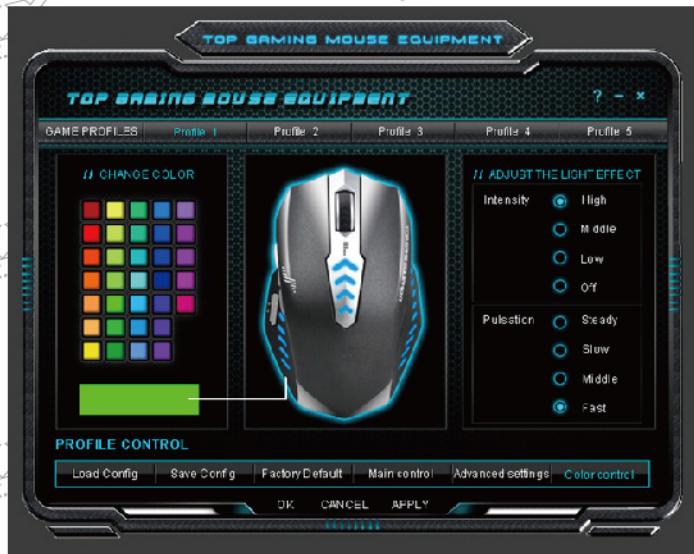 TOP GAMING MOUSE EQUIPMENT
TOP GAMING MOUSE EQUIPMENT
? – ×
GAME PROFILES Profile 1 Profile 2 Profile 3 Profile 4 Profile 5
// CHANGE COLOR
// ADJUST THE LIGHT EFFECT
Intensity High
Middle
Low
Off
Pulsation Steady
Slow
Middle
Fast
PROFILE CONTROL
Load Config Save Config Factory Default Main control Advanced settings Color control
OK CANCEL APPLY